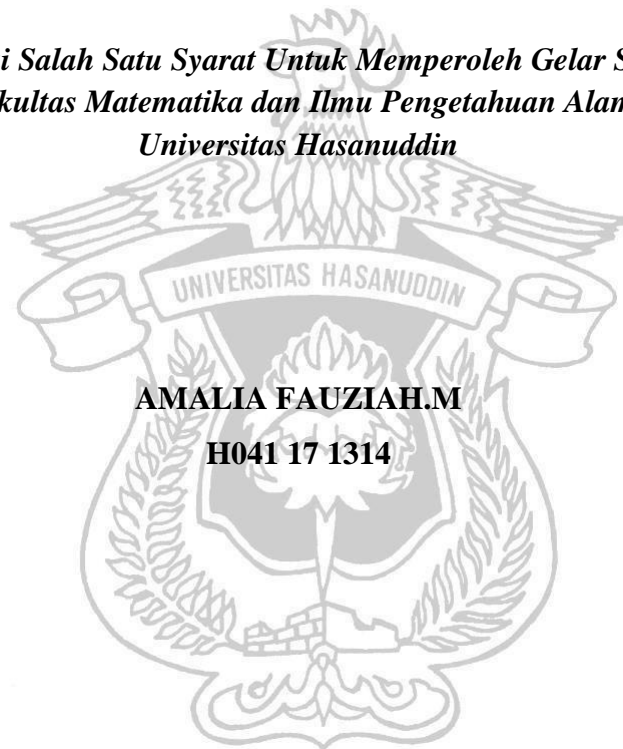 i Salah Satu Syarat Untuk Memperoleh Gelar S
kultas Matematika dan Ilmu Pengetahuan Alam
Universitas Hasanuddin
UNIVERSITAS HASANUDDIN
AMALIA FAUZIAH.M
H041 17 1314